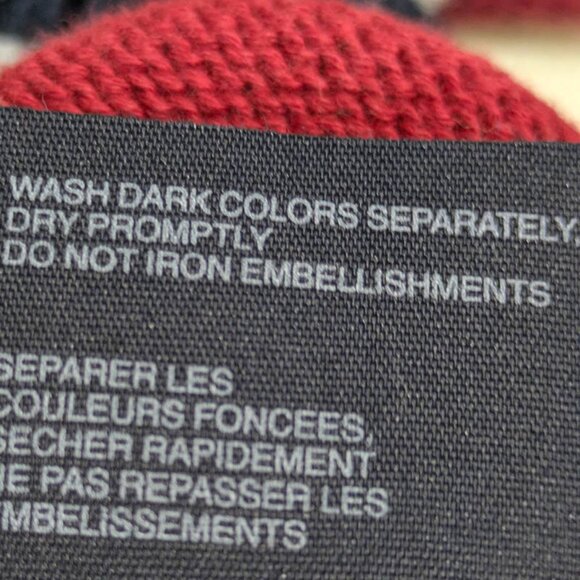 WASH DARK COLORS SEPARATELY
DRY PROMPTLY
DO NOT IRON EMBELLISHMENTS
SEPARER LES
COULEURS FONCEES,
SECHER RAPIDEMENT
NE PAS REPASSER LES
EMBELISSEMENTS